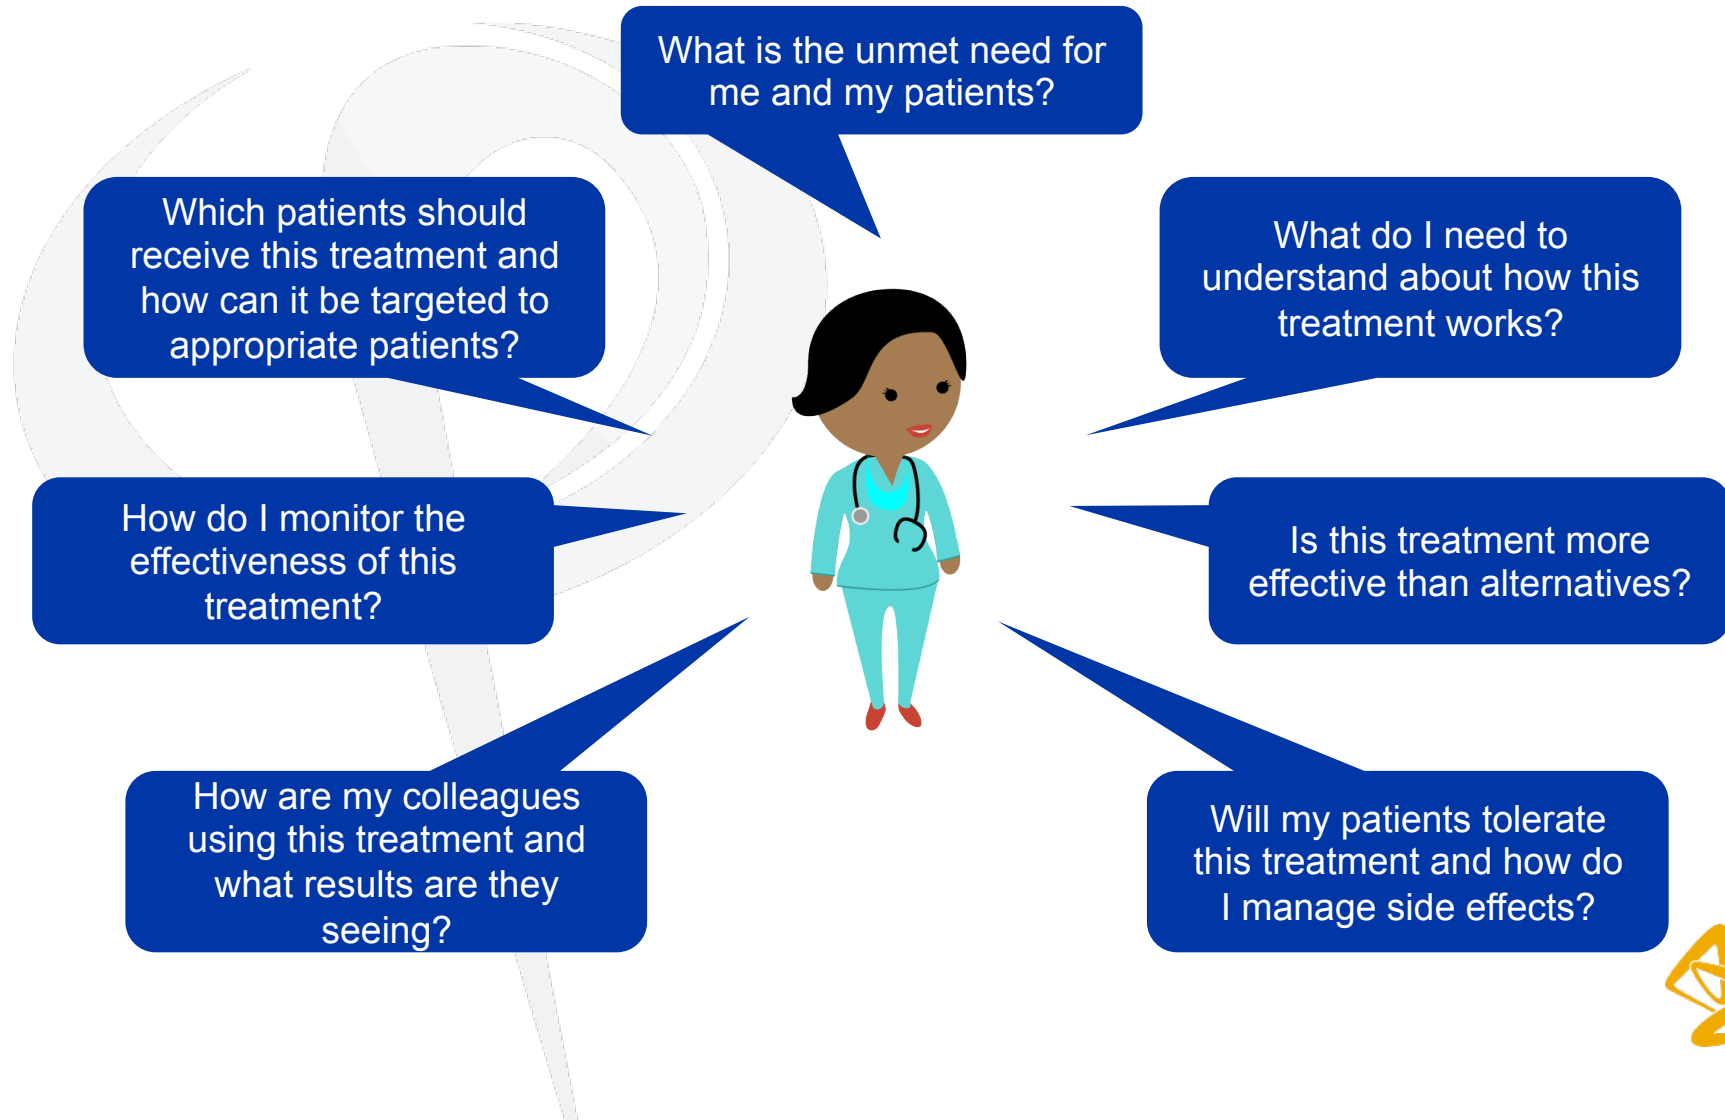 What is the unmet need for
me and my patients?
Which patients should
receive this treatment and
how can it be targeted to
appropriate patients?
What do I need to
understand about how this
treatment works?
How do I monitor the
effectiveness of this
treatment?
Is this treatment more
effective than alternatives?
How are my colleagues
using this treatment and
what results are they
seeing?
Will my patients tolerate
this treatment and how do
I manage side effects?